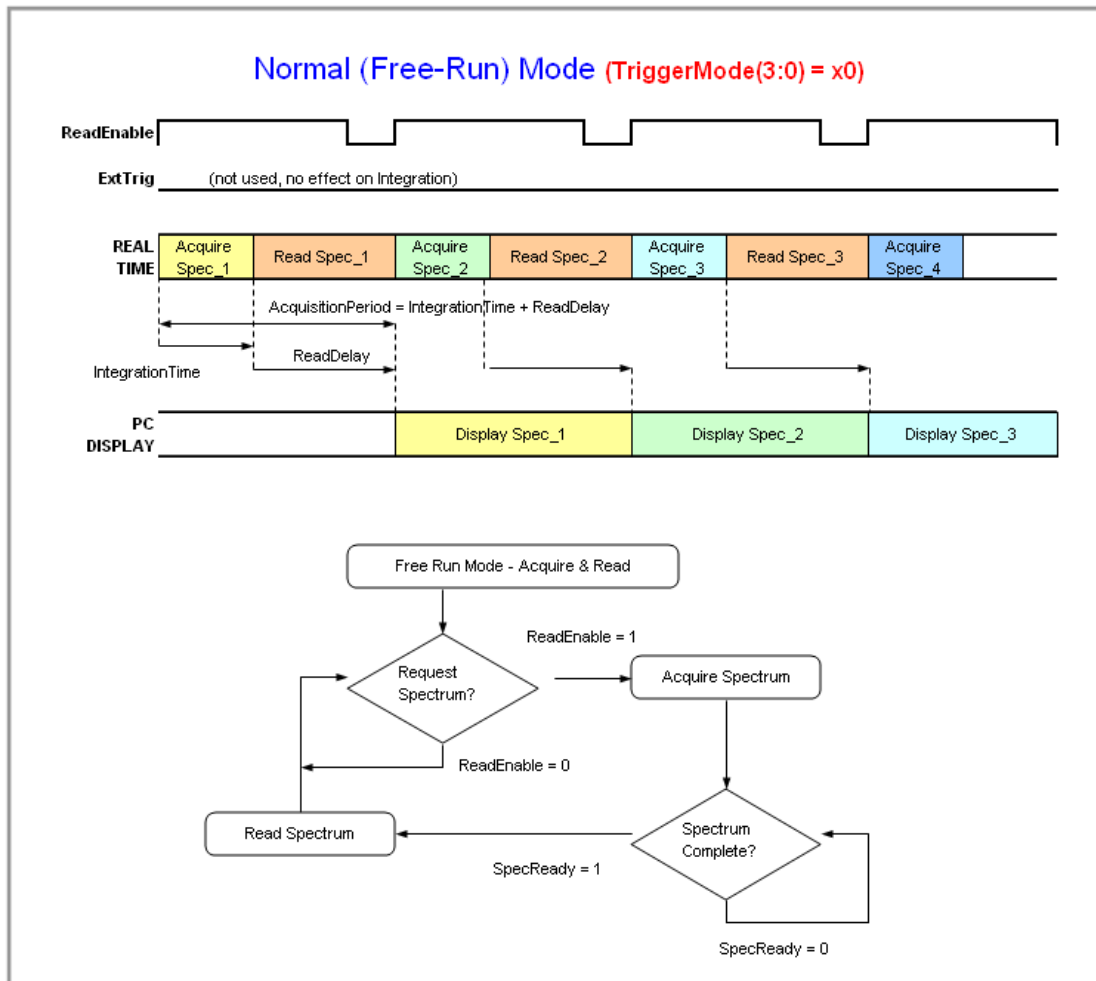 Normal (Free-Run) Mode (TriggerMode(3:0) = x0)
ReadEnable
ExtTrig
(not used, no effect on Integration)
REAL
TIME
Acquire
Spec_1
Read Spec_1
Acquire
Spec_2
Read Spec_2
Acquire
Spec_3
Read Spec_3
Acquire
Spec_4
AcquisitionPeriod = IntegrationTime + ReadDelay
ReadDelay
IntegrationTime
PC
DISPLAY
Display Spec_1
Display Spec_2
Display Spec_3
Free Run Mode - Acquire & Read
ReadEnable = 1
Request
Spectrum?
Acquire Spectrum
ReadEnable = 0
Read Spectrum
Spectrum
Complete?
SpecReady = 1
SpecReady = 0